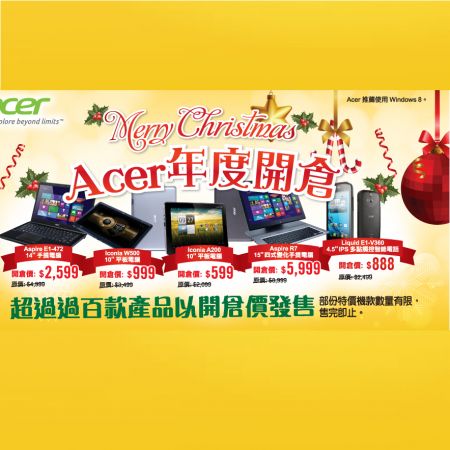 acer
explore beyond limits™
Acer 推薦使用 Windows 8。
Merry Christmas
Acer年度開倉
Aspire E1-472
14" 手提電腦
開倉價: $2,599
原價: $4,999
Iconia W500
10" 平板電腦
開倉價: $999
原價: $3,499
Iconia A200
10" 平板電腦
開倉價: $599
原價: $2,099
Aspire R7
15" 四式變化手提電腦
開倉價: $5,999
原價: $8,999
Liquid E1-V360
4.5" IPS 多點觸控智能電話
開倉價: $888
原價: $2,499
超過過百款產品以開倉價發售
部份特價機款數量有限，
售完即止。